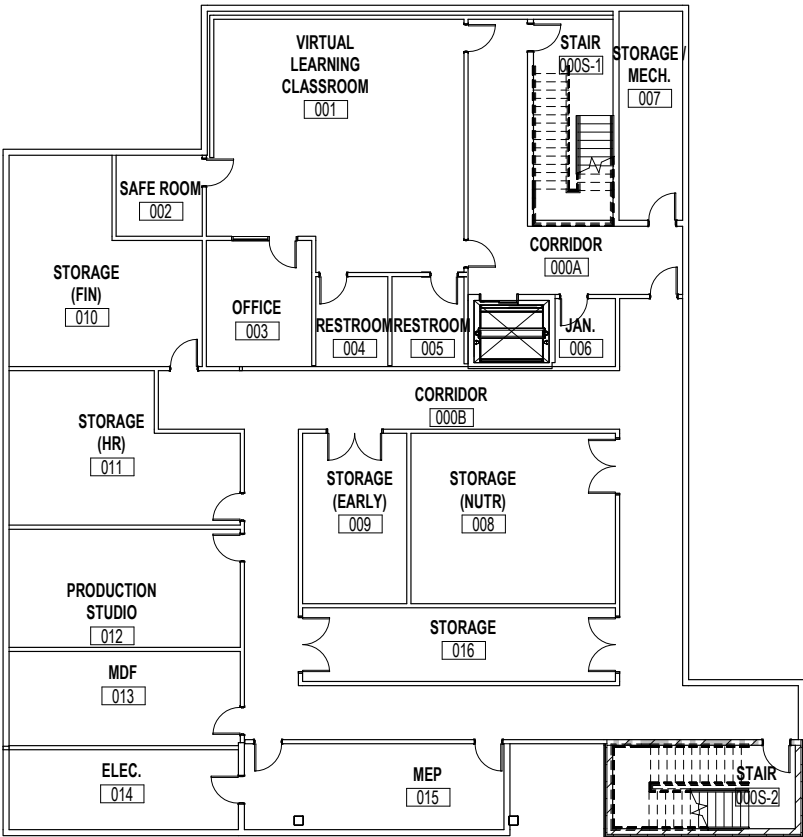 VIRTUAL
LEARNING
CLASSROOM
001
STAIR
000S-1
STORAGE /
MECH.
007
SAFE ROOM
002
CORRIDOR
000A
STORAGE
(FIN)
010
OFFICE
003
RESTROOM
004
RESTROOM
005
JAN.
006
CORRIDOR
000B
STORAGE
(HR)
011
STORAGE
(EARLY)
009
STORAGE
(NUTR)
008
PRODUCTION
STUDIO
012
STORAGE
016
MDF
013
ELEC.
014
MEP
015
STAIR
000S-2